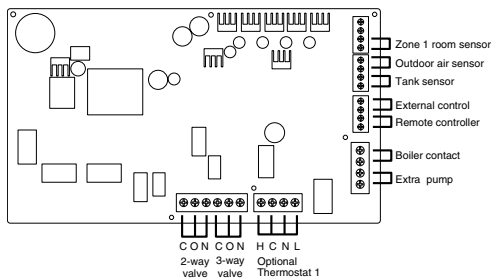 Zone 1 room sensor
Outdoor air sensor
Tank sensor
External control
Remote controller
Boiler contact
Extra pump
C O N C O N H C N L
2-way 3-way Optional
valve valve Thermostat 1